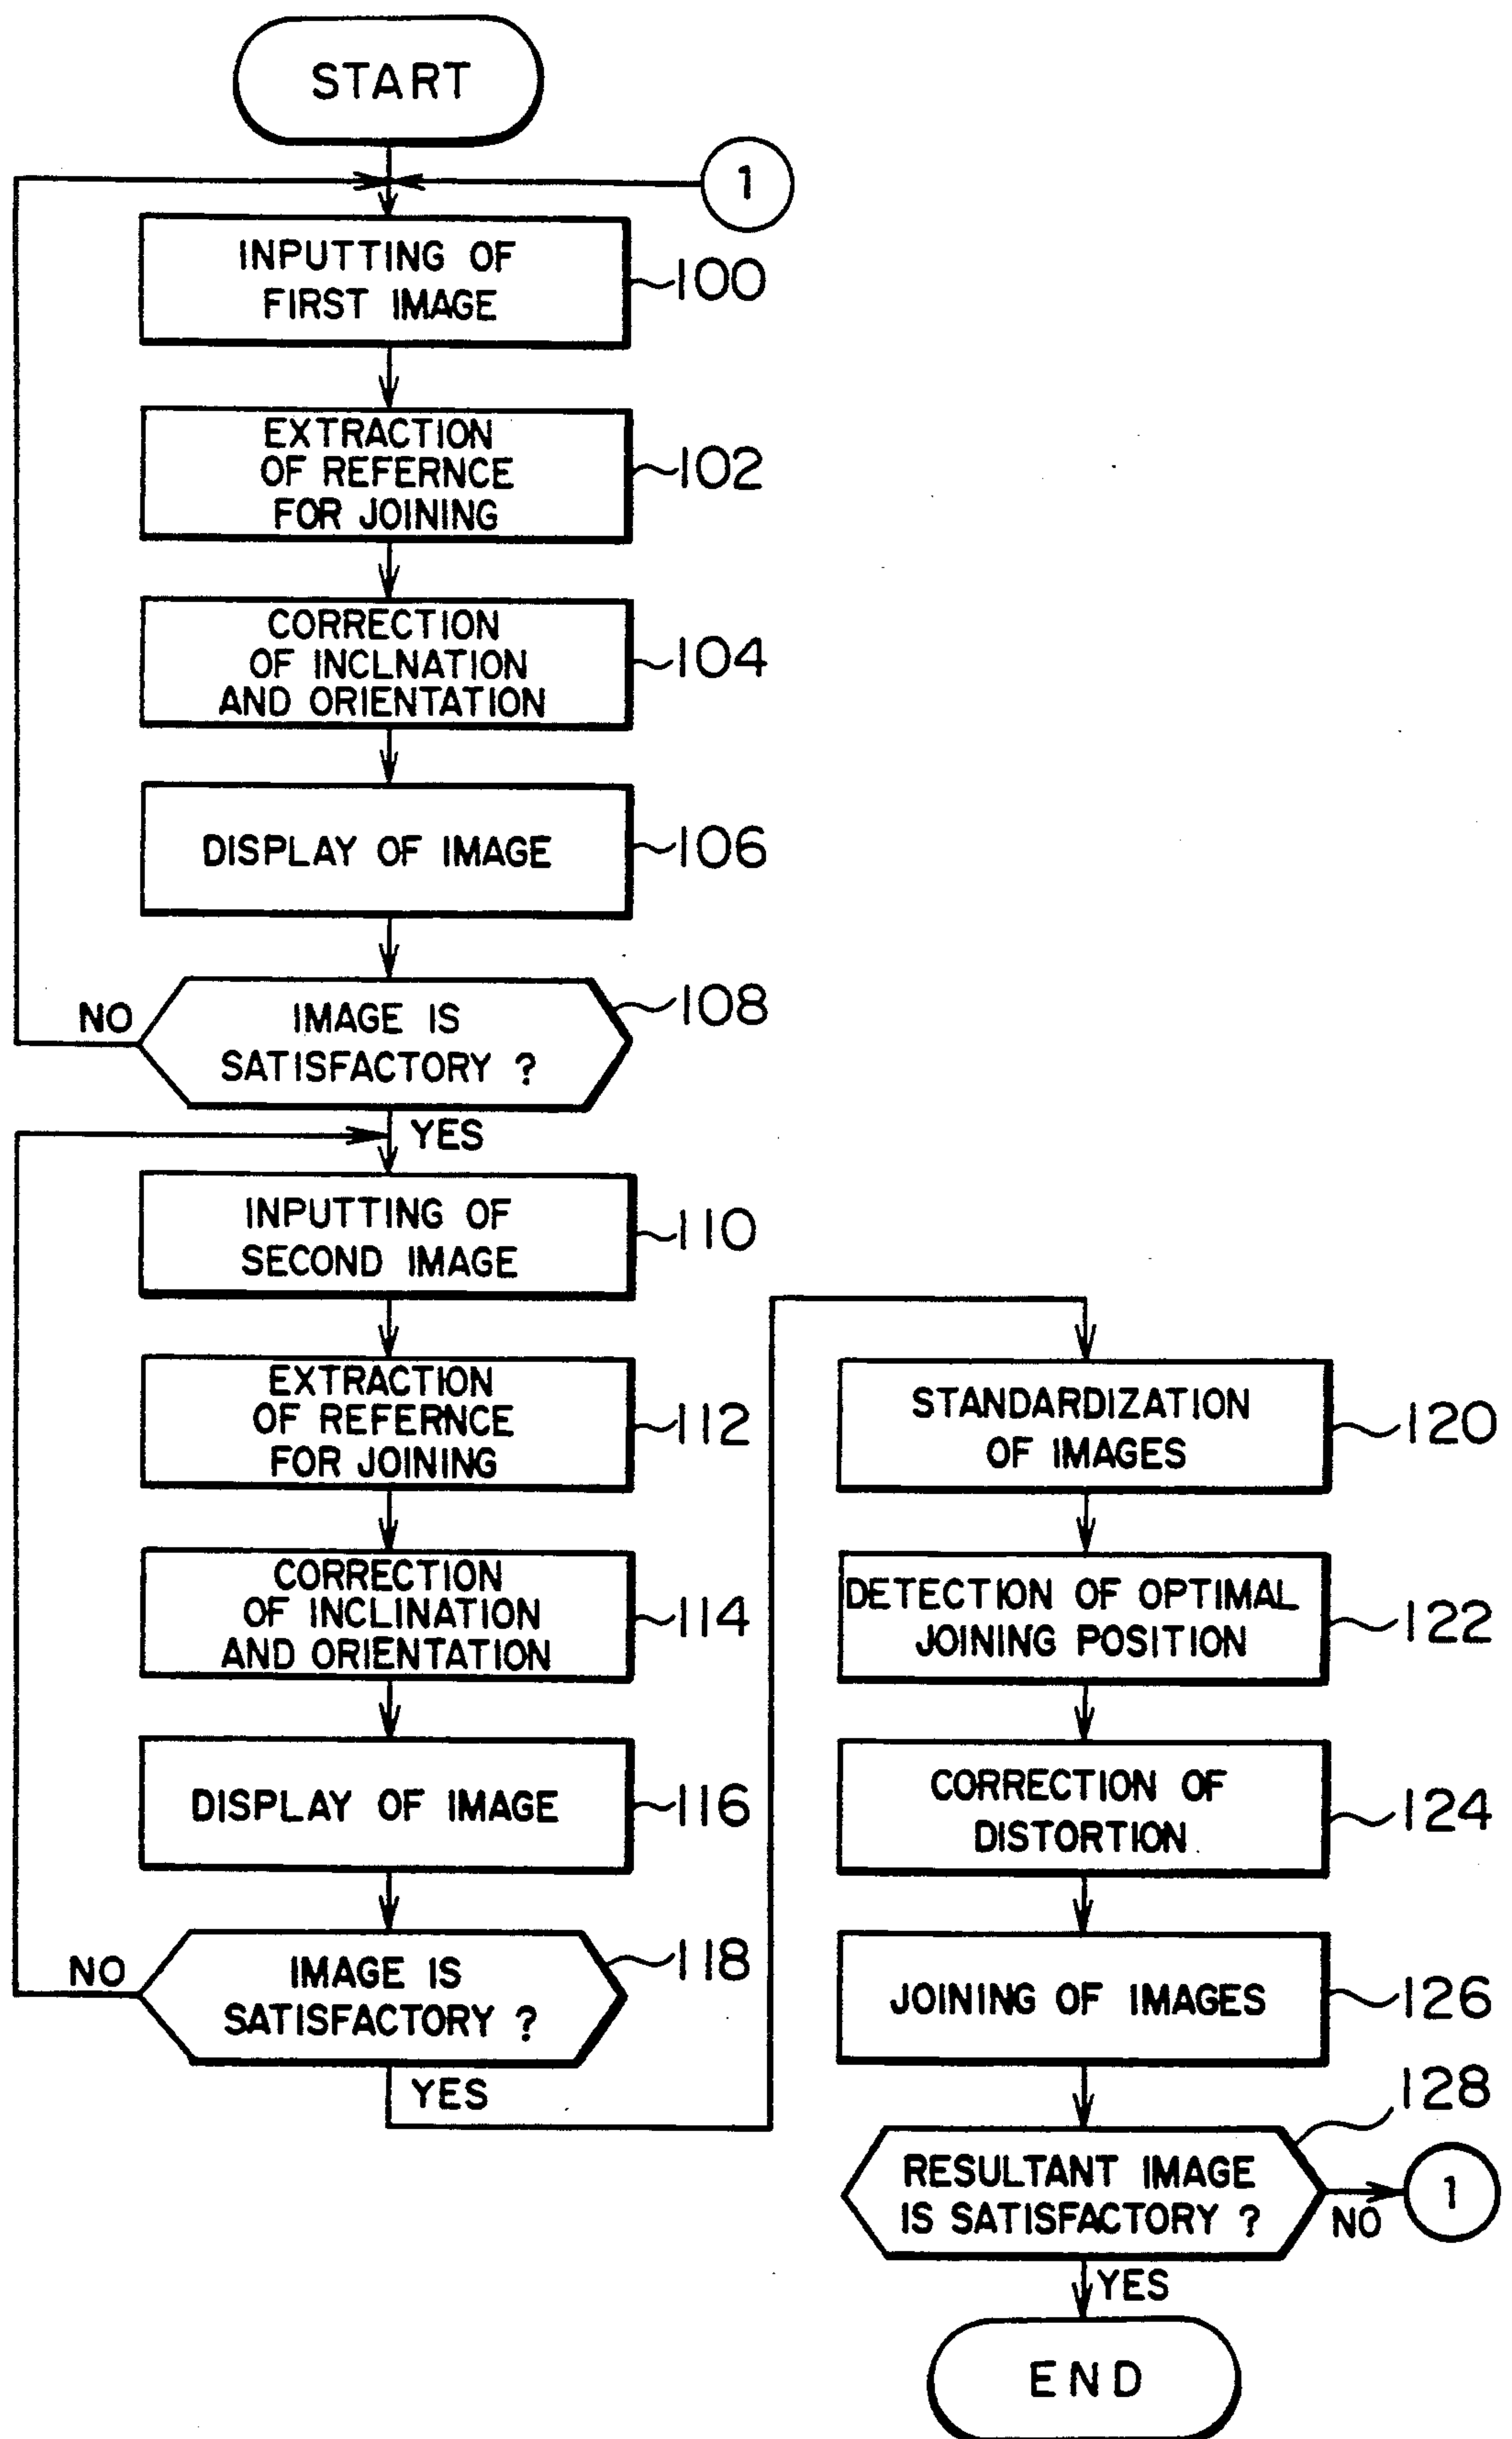 START
1
INPUTTING OF
FIRST IMAGE
100
EXTRACTION
OF REFERNCE
FOR JOINING
102
CORRECTION
OF INCLNATION
AND ORIENTATION
104
DISPLAY OF IMAGE
106
IMAGE IS
SATISFACTORY ?
108
NO
YES
INPUTTING OF
SECOND IMAGE
110
EXTRACTION
OF REFERNCE
FOR JOINING
112
CORRECTION
OF INCLINATION
AND ORIENTATION
114
DISPLAY OF IMAGE
116
IMAGE IS
SATISFACTORY ?
118
NO
YES
STANDARDIZATION
OF IMAGES
120
DETECTION OF OPTIMAL
JOINING POSITION
122
CORRECTION OF
DISTORTION
124
JOINING OF IMAGES
126
RESULTANT IMAGE
IS SATISFACTORY ?
128
NO
1
YES
END